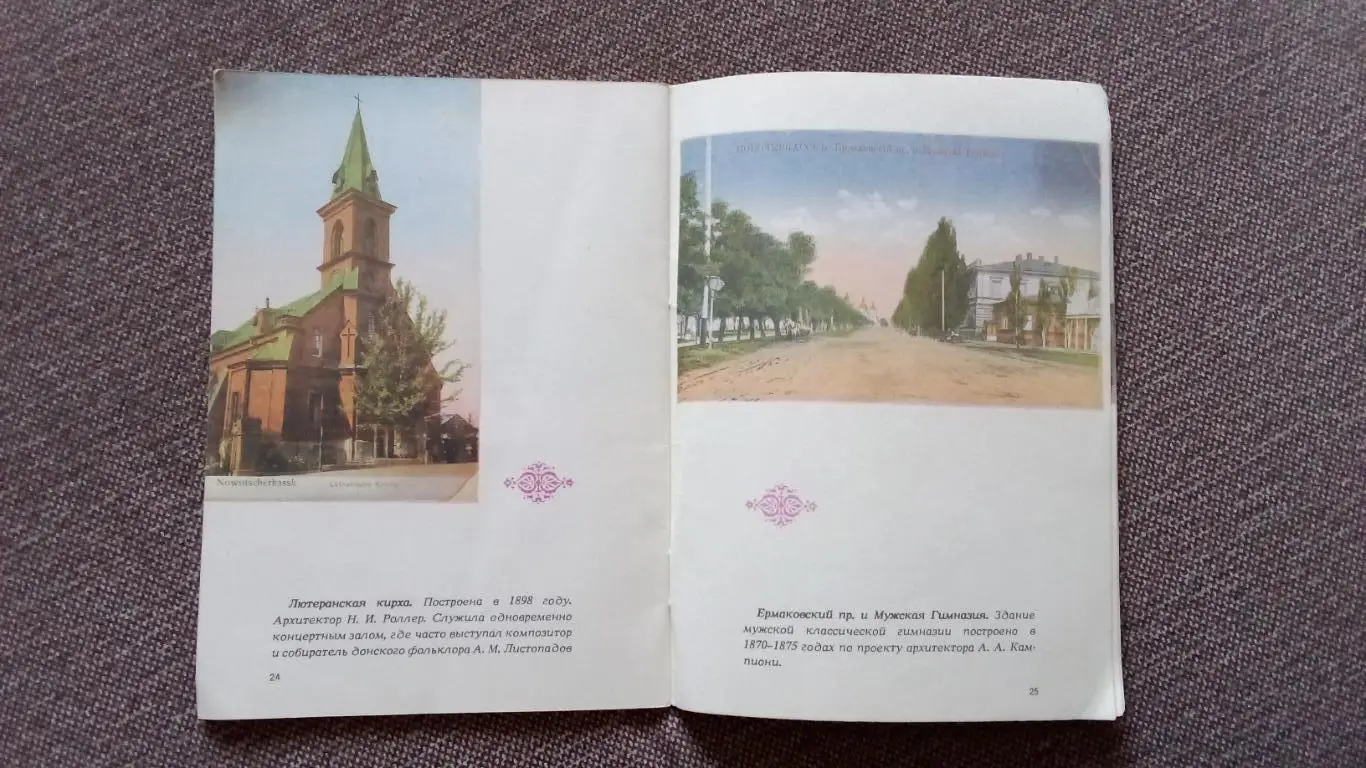 Nowotscherkassk
Лютеранская кирха. Построена в 1898 году.
Архитектор Н. И. Роллер. Служила одновременно
концертным залом, где часто выступал композитор
и собиратель донского фольклора А. М. Листопадов
24
Ермаковский пр. и Мужская Гимназия. Здание
мужской классической гимназии построено в
1870–1875 годах по проекту архитектора А. А. Кам-
пиони.
25